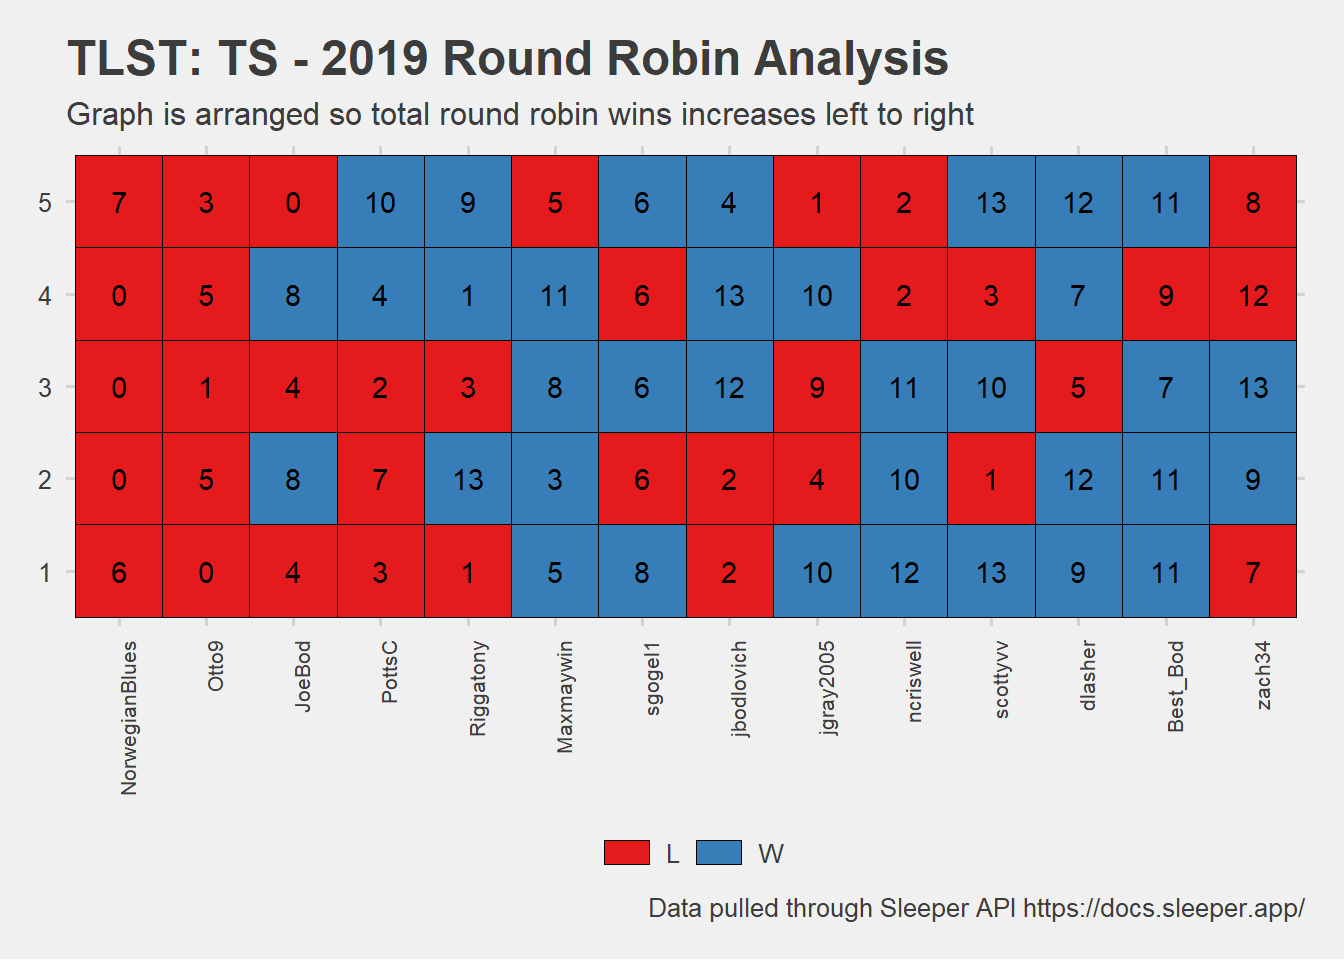 TLST: TS - 2019 Round Robin Analysis
Graph is arranged so total round robin wins increases left to right
5 7 3 0 10 9 5 6 4 1 2 13 12 11 8
4 0 5 8 4 1 11 6 13 10 2 3 7 9 12
3 0 1 4 2 3 8 6 12 9 11 10 5 7 13
2 0 5 8 7 13 3 6 2 4 10 1 12 11 9
1 6 0 4 3 1 5 8 2 10 12 13 9 11 7
NorwegianBlues Otto9 JoeBod PottsC Riggatony Maxmaywin sgogel1 jbodlovich jgray2005 ncriswell scottyvv dlasher Best_Bod zach34
L W
Data pulled through Sleeper API https://docs.sleeper.app/